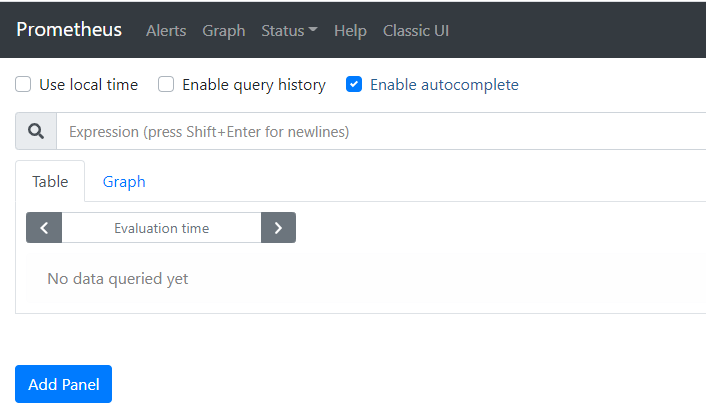 Prometheus Alerts Graph Status Help Classic UI
Use local time Enable query history Enable autocomplete
Expression (press Shift+Enter for newlines)
Table Graph
Evaluation time
No data queried yet
Add Panel